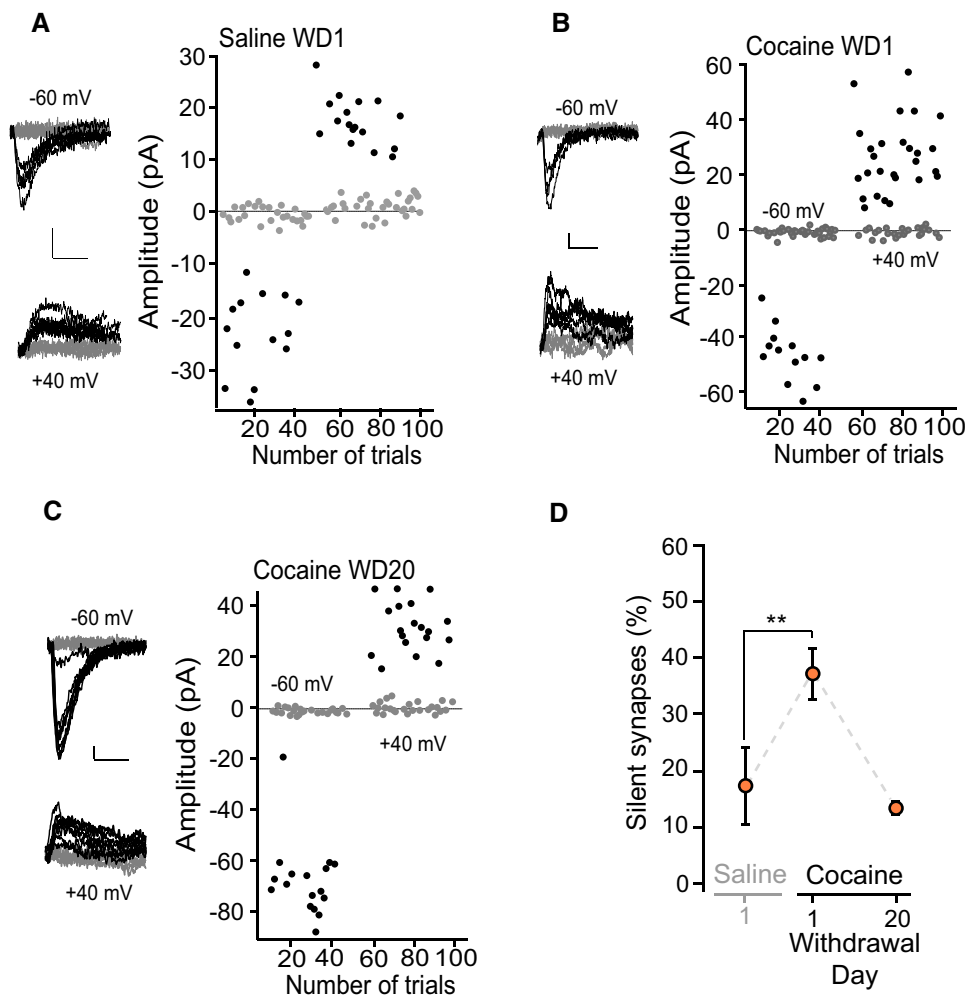 A
Saline WD1
-60 mV
+40 mV
Amplitude (pA)
30
20
10
0
-10
-20
-30
20 40 60 80 100
Number of trials
B
Cocaine WD1
-60 mV
+40 mV
Amplitude (pA)
60
40
20
0
-20
-40
-60
-60 mV
+40 mV
20 40 60 80 100
Number of trials
C
Cocaine WD20
-60 mV
+40 mV
Amplitude (pA)
40
20
0
-20
-40
-60
-80
-60 mV
+40 mV
20 40 60 80 100
Number of trials
D
Silent synapses (%)
60
50
40
30
20
10
0
**
Saline Cocaine
1 1 20
Withdrawal
Day